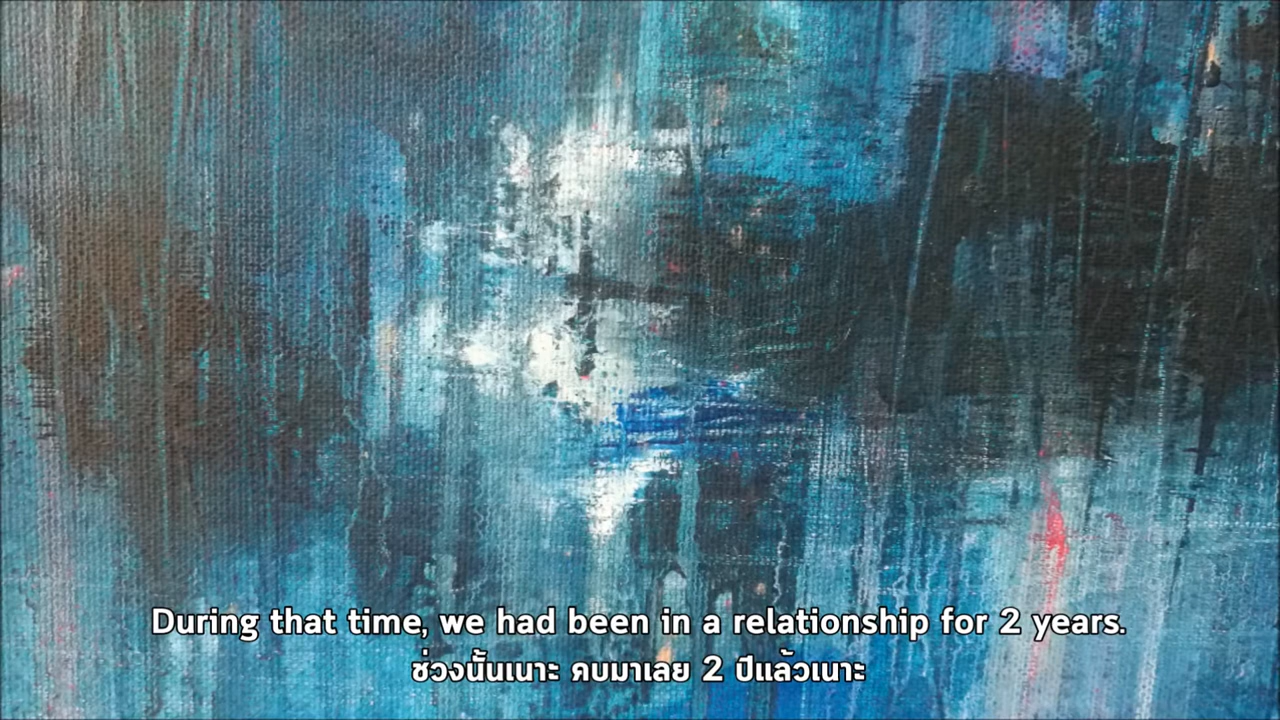 During that time, we had been in a relationship for 2 years.
ช่วงนั้นเนาะ คบมาเลย 2 ปีแล้วเนาะ